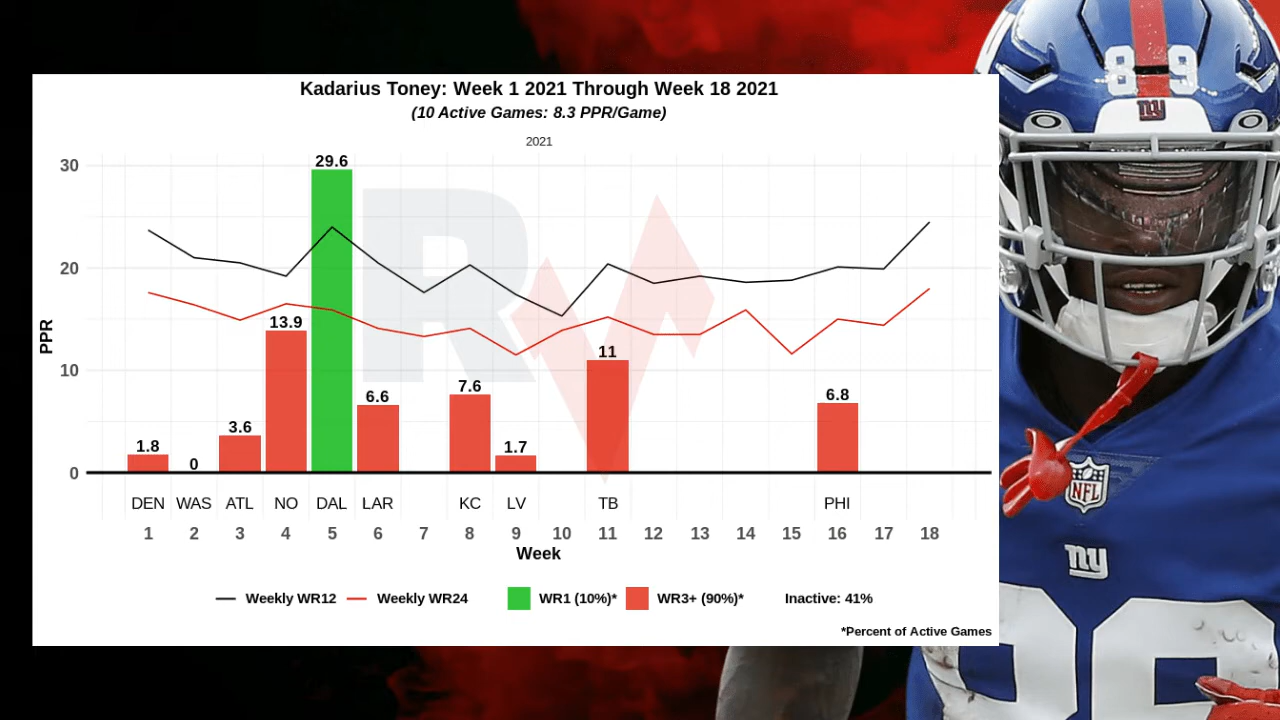 Kadarius Toney: Week 1 2021 Through Week 18 2021
(10 Active Games: 8.3 PPR/Game)
2021
PPR
30
20
10
0
1.8
0
3.6
13.9
29.6
6.6
7.6
1.7
11
6.8
DEN WAS ATL NO DAL LAR KC LV TB PHI
1 2 3 4 5 6 7 8 9 10 11 12 13 14 15 16 17 18
Week
Weekly WR12 Weekly WR24 WR1 (10%)* WR3+ (90%)* Inactive: 41%
*Percent of Active Games
R
89
ny
NFL
ny
89